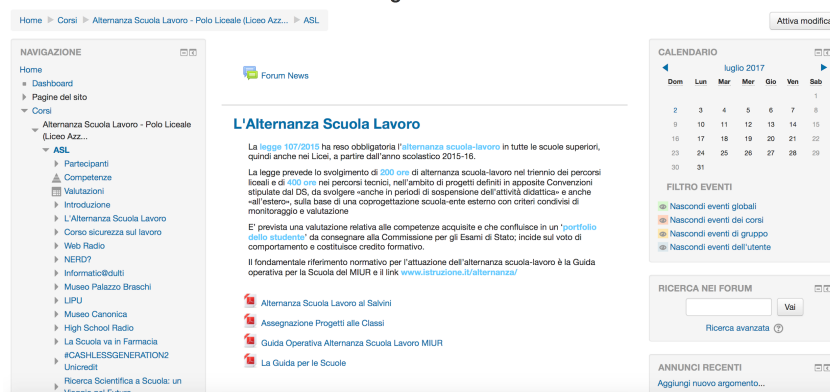 Home Corsi Alternanza Scuola Lavoro - Polo Liceale (Liceo Azz... ASL
Attiva modifica
NAVIGAZIONE
Home
Dashboard
Pagine del sito
Corsi
Alternanza Scuola Lavoro - Polo Liceale
(Liceo Azz...
ASL
Partecipanti
Competenze
Valutazioni
Introduzione
L'Alternanza Scuola Lavoro
Corso sicurezza sul lavoro
Web Radio
NERD?
Informatic@dulti
Museo Palazzo Braschi
LIPU
Museo Canonica
High School Radio
La Scuola va in Farmacia
#CASHLESSGENERATION2
Unicredit
Ricerca Scientifica a Scuola: un
Forum News
L'Alternanza Scuola Lavoro
La legge 107/2015 ha reso obbligatoria l'alternanza scuola-lavoro in tutte le scuole superiori,
quindi anche nei Licei, a partire dall'anno scolastico 2015-16.
La legge prevede lo svolgimento di 200 ore di alternanza scuola-lavoro nel triennio dei percorsi
liceali e di 400 ore nei percorsi tecnici, nell'ambito di progetti definiti in apposite Convenzioni
stipulate dal DS, da svolgere «anche in periodi di sospensione dell'attività didattica» e anche
«all'estero», sulla base di una coprogettazione scuola-ente esterno con criteri condivisi di
monitoraggio e valutazione
E' prevista una valutazione relativa alle competenze acquisite e che confluisce in un 'portfolio
dello studente' da consegnare alla Commissione per gli Esami di Stato; incide sul voto di
comportamento e costituisce credito formativo.
Il fondamentale riferimento normativo per l'attuazione dell'alternanza scuola-lavoro è la Guida
operativa per la Scuola del MIUR e il link www.istruzione.it/alternanza/
Alternanza Scuola Lavoro al Salvini
Assegnazione Progetti alle Classi
Guida Operativa Alternanza Scuola Lavoro MIUR
La Guida per le Scuole
CALENDARIO
luglio 2017
Dom Lun Mar Mer Gio Ven Sab
1
2 3 4 5 6 7 8
9 10 11 12 13 14 15
16 17 18 19 20 21 22
23 24 25 26 27 28 29
30 31
FILTRO EVENTI
Nascondi eventi globali
Nascondi eventi dei corsi
Nascondi eventi di gruppo
Nascondi eventi dell'utente
RICERCA NEI FORUM
Vai
Ricerca avanzata
ANNUNCI RECENTI
Aggiungi nuovo argomento...